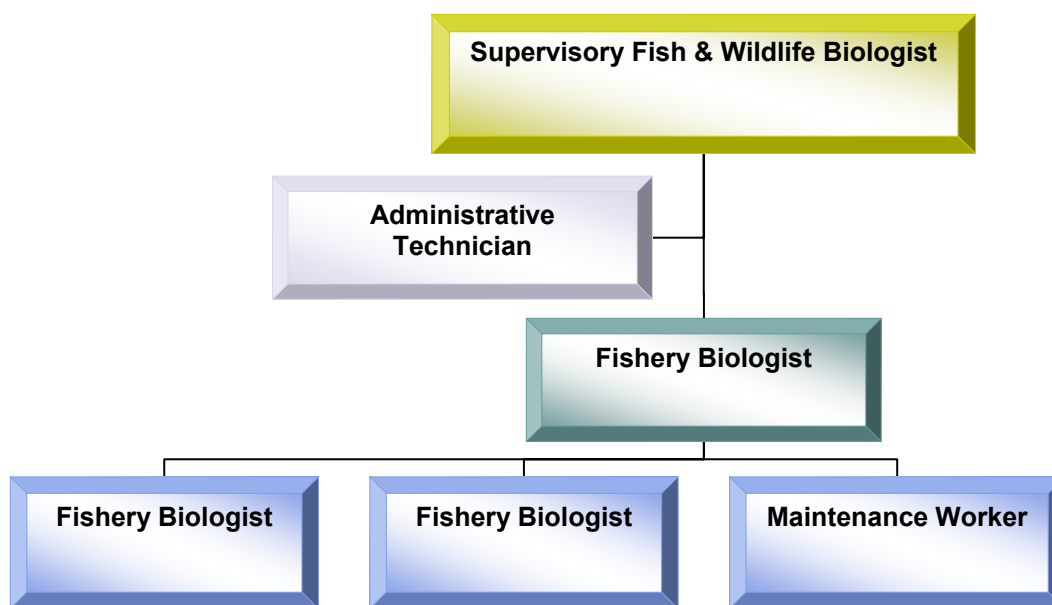 Supervisory Fish & Wildlife Biologist
Administrative
Technician
Fishery Biologist
Fishery Biologist
Fishery Biologist
Maintenance Worker